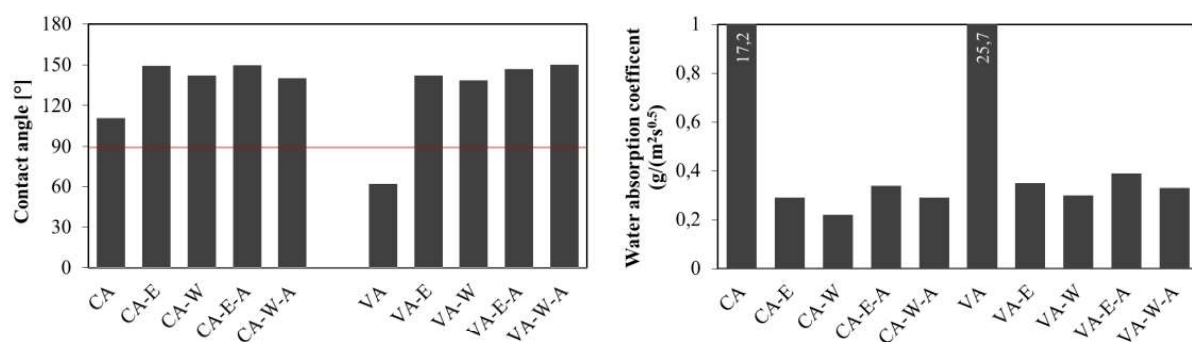 Contact angle [°]
180
150
120
90
60
30
0
CA
CA-E
CA-W
CA-E-A
CA-W-A
VA
VA-E
VA-W
VA-E-A
VA-W-A
Water absorption coefficent
(g/(m²s⁰·⁵)
1
0,8
0,6
0,4
0,2
0
17,2
25,7
CA
CA-E
CA-W
CA-E-A
CA-W-A
VA
VA-E
VA-W
VA-E-A
VA-W-A